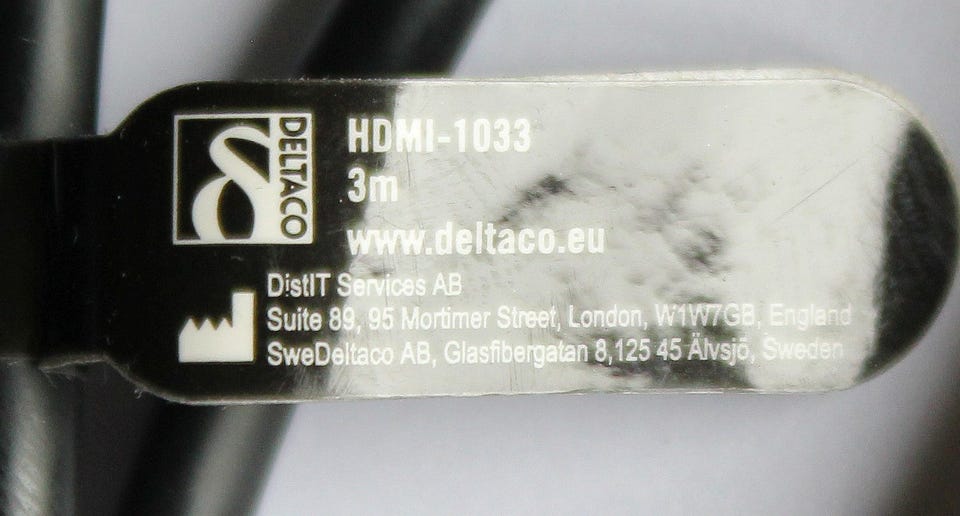 DELTACO
HDMI-1033
3m
www.deltaco.eu
DistIT Services AB
Suite 89, 95 Mortimer Street, London, W1W7GB, England
SweDeltaco AB, Glasfibergatan 8,125 45 Älvsjö, Sweden